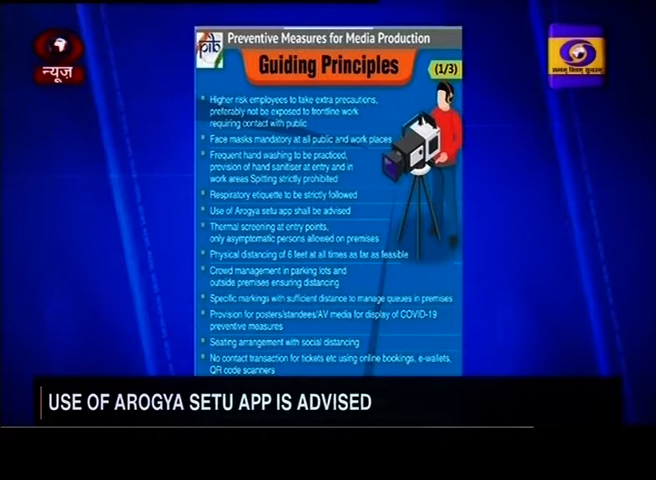 pib
Preventive Measures for Media Production
Guiding Principles
(1/3)
न्यूज़
Higher risk employees to take extra precautions,
preferably not be exposed to frontline work
requiring contact with public
Face masks mandatory at all public and work places
Frequent hand washing to be practiced,
provision of hand sanitiser at entry and in
work areas Spitting strictly prohibited
Respiratory etiquette to be strictly followed
Use of Arogya setu app shall be advised
Thermal screening at entry points,
only asymptomatic persons allowed on premises
Physical distancing of 6 feet at all times as far as feasible
Crowd management in parking lots and
outside premises ensuring distancing
Specific markings with sufficient distance to manage queues in premises
Provision for posters/standees/AV media for display of COVID-19
preventive measures
Seating arrangement with social distancing
No contact transaction for tickets etc using online bookings, e-wallets,
QR code scanners
USE OF AROGYA SETU APP IS ADVISED